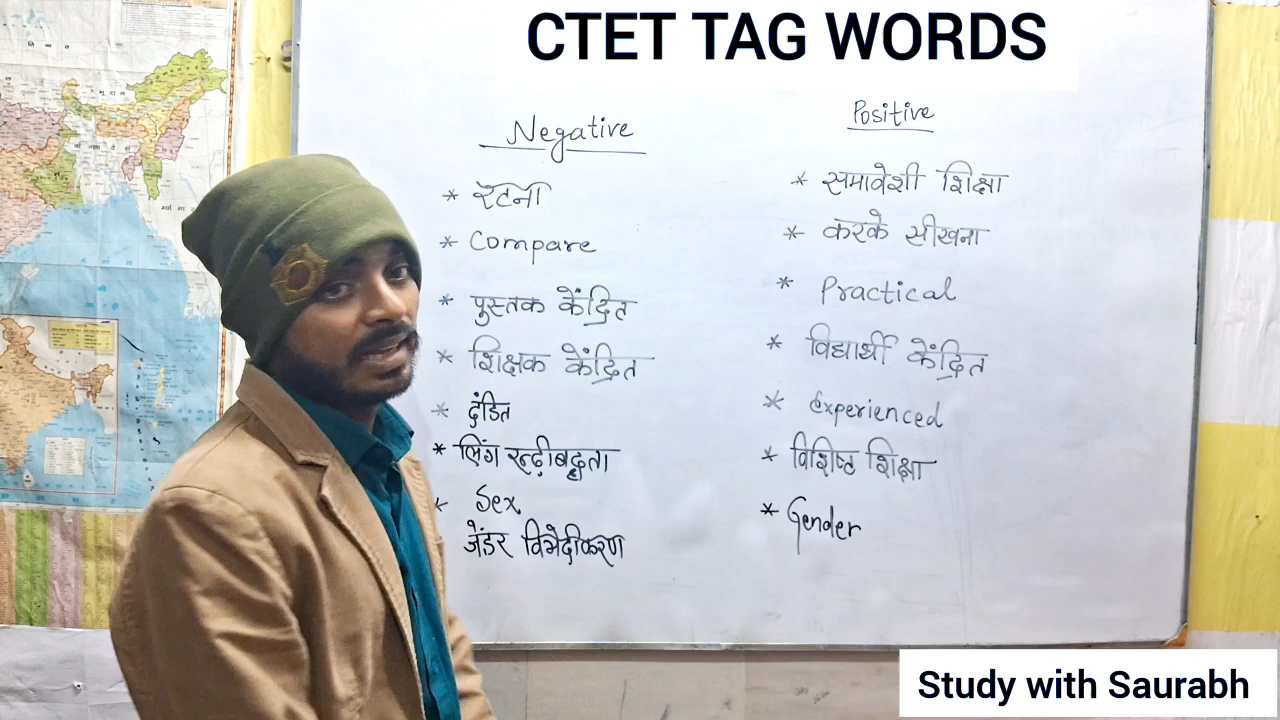 CTET TAG WORDS
Negative
* रटनी
* Compare
* पुस्तक केंद्रित
* शिक्षक केंद्रित
* दंडित
* लिंग रूढ़ीबद्धता
* Sex
जेंडर विभेदीकरण
Positive
* समावेशी शिक्षा
* करके सीखना
* Practical
* विद्यार्थी केंद्रित
* Experienced
* विशिष्ट शिक्षा
* Gender
Study with Saurabh